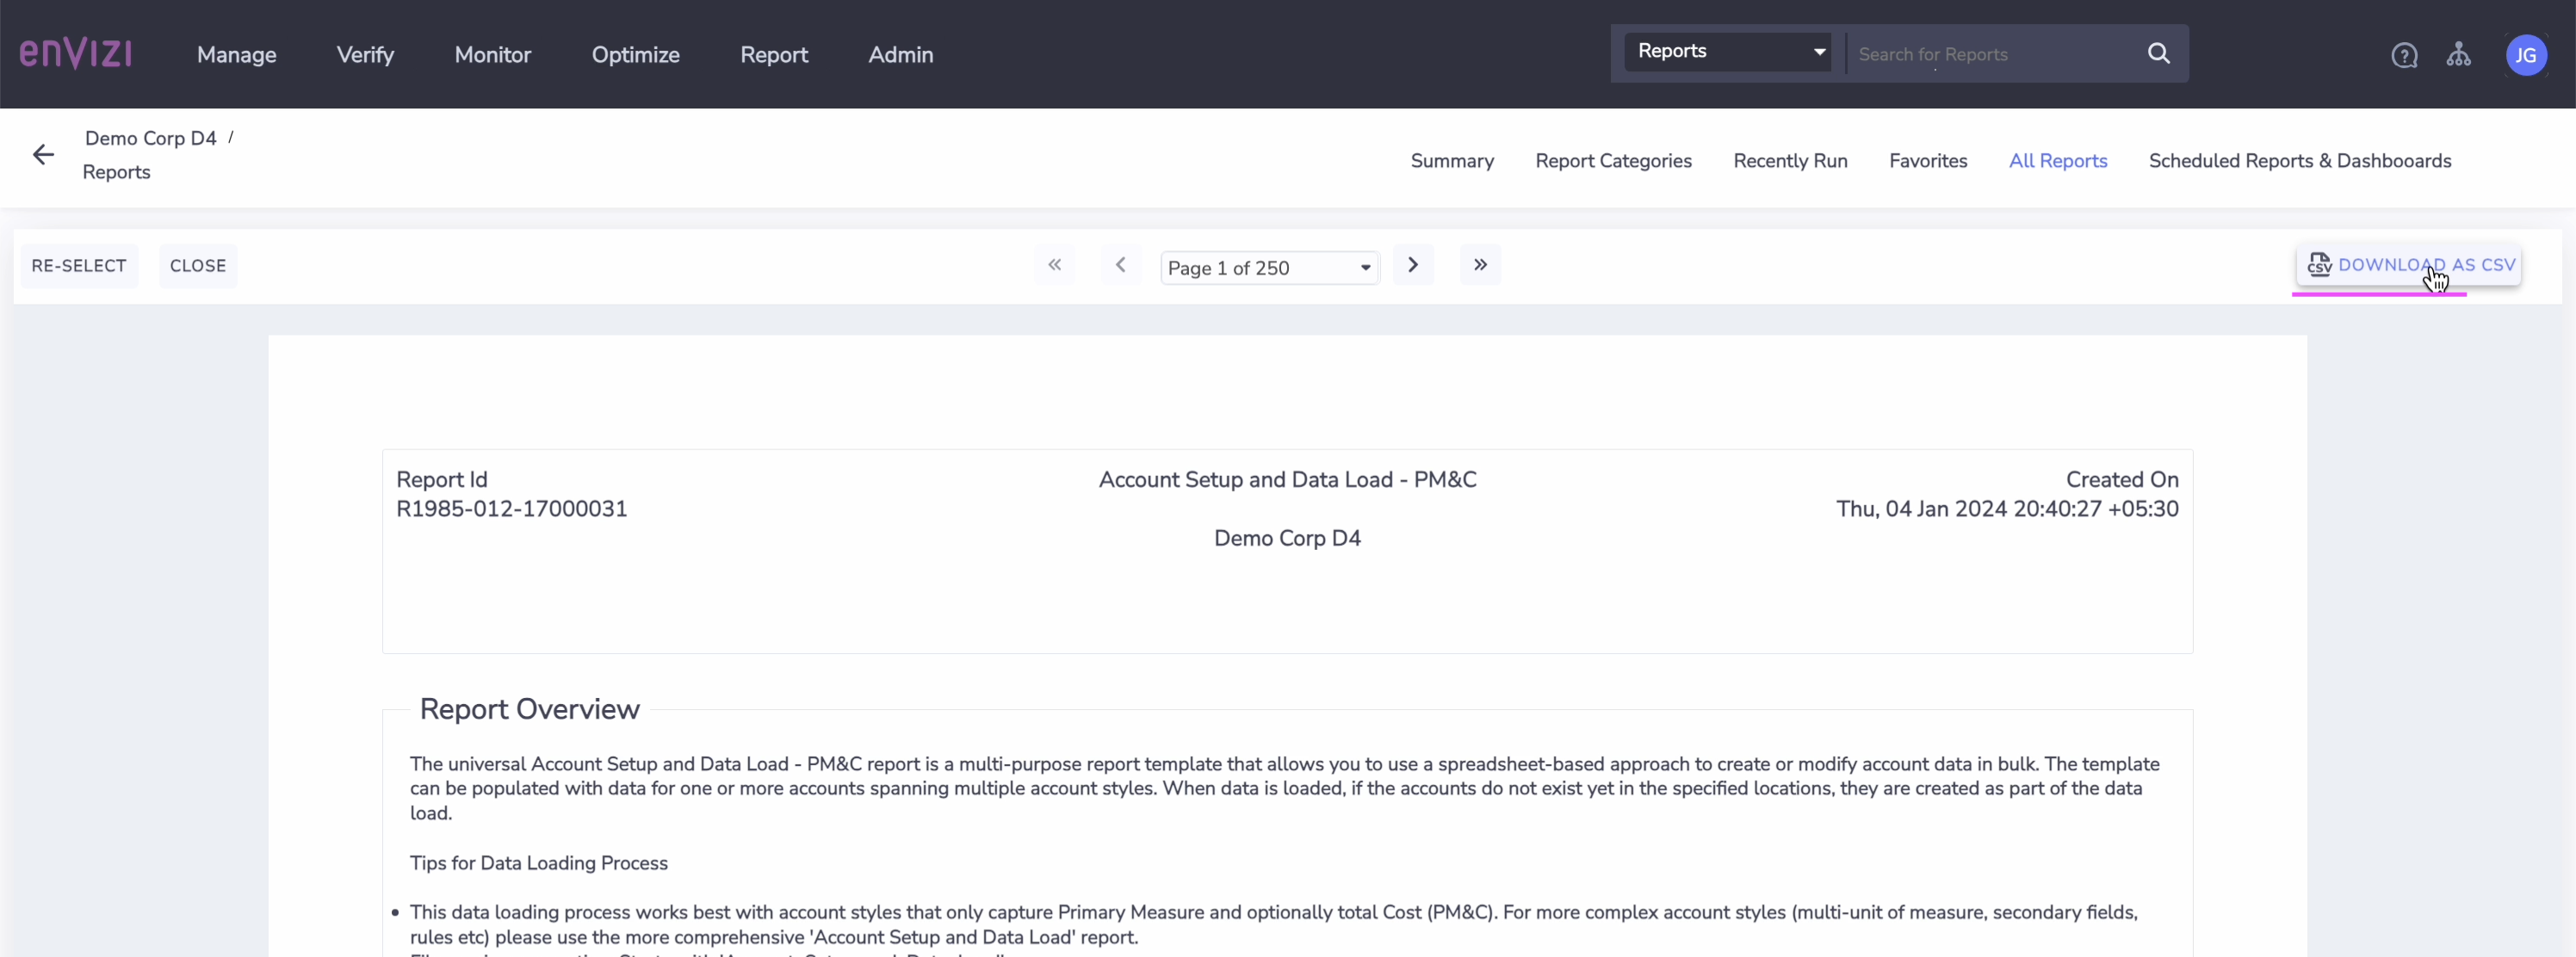 enVIZI Manage Verify Monitor Optimize Report Admin Reports Search for Reports JG
Demo Corp D4 /
Reports
Summary Report Categories Recently Run Favorites All Reports Scheduled Reports & Dashbooards
RE-SELECT CLOSE « ‹ Page 1 of 250 › » CSV DOWNLOAD AS CSV
Report Id Account Setup and Data Load - PM&C Created On
R1985-012-17000031 Thu, 04 Jan 2024 20:40:27 +05:30
Demo Corp D4
Report Overview
The universal Account Setup and Data Load - PM&C report is a multi-purpose report template that allows you to use a spreadsheet-based approach to create or modify account data in bulk. The template
can be populated with data for one or more accounts spanning multiple account styles. When data is loaded, if the accounts do not exist yet in the specified locations, they are created as part of the data
load.
Tips for Data Loading Process
• This data loading process works best with account styles that only capture Primary Measure and optionally total Cost (PM&C). For more complex account styles (multi-unit of measure, secondary fields,
rules etc) please use the more comprehensive 'Account Setup and Data Load' report.